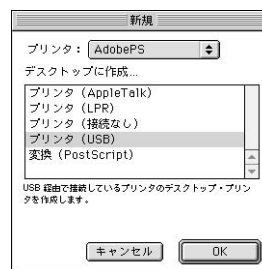 新規
プリンタ： AdobePS
デスクトップに作成...
プリンタ（AppleTalk）
プリンタ（LPR）
プリンタ（接続なし）
プリンタ（USB）
変換（PostScript）
USB 経由で接続しているプリンタのデスクトップ・プリン
タを作成します。
キャンセル OK